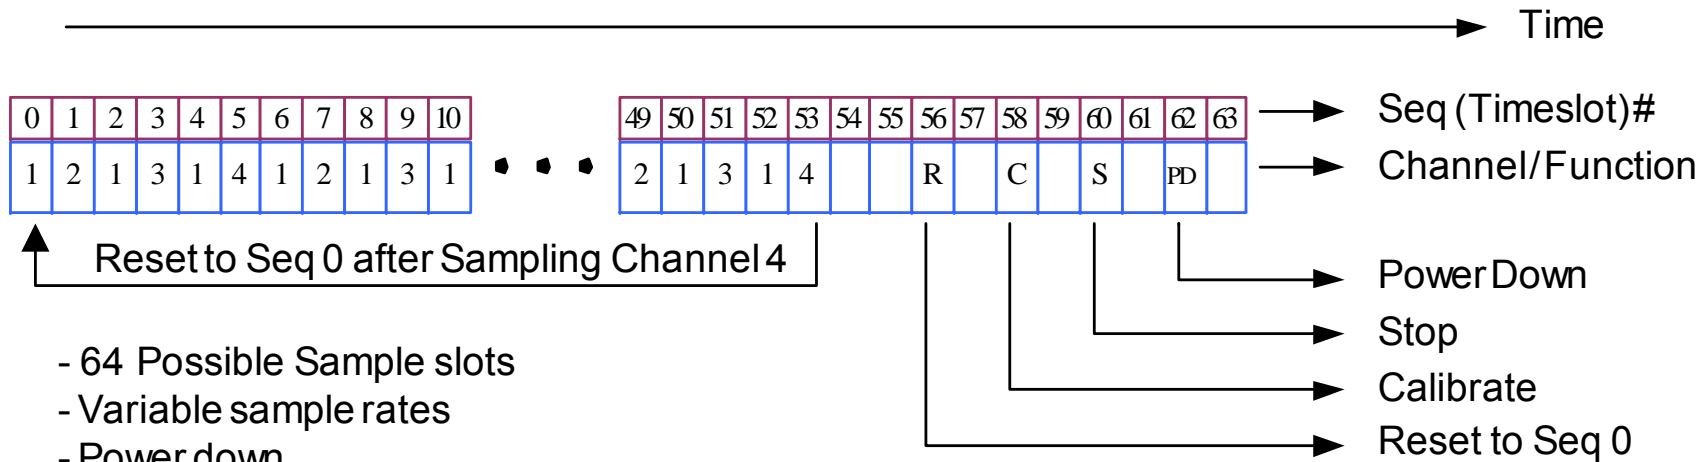 Time
0 1 2 3 4 5 6 7 8 9 10 49 50 51 52 53 54 55 56 57 58 59 60 61 62 63 Seq (Timeslot)#
1 2 1 3 1 4 1 2 1 3 1 • • • 2 1 3 1 4 R C S PD Channel/Function
Reset to Seq 0 after Sampling Channel 4
Power Down
Stop
Calibrate
Reset to Seq 0
- 64 Possible Sample slots
- Variable sample rates
- Power down